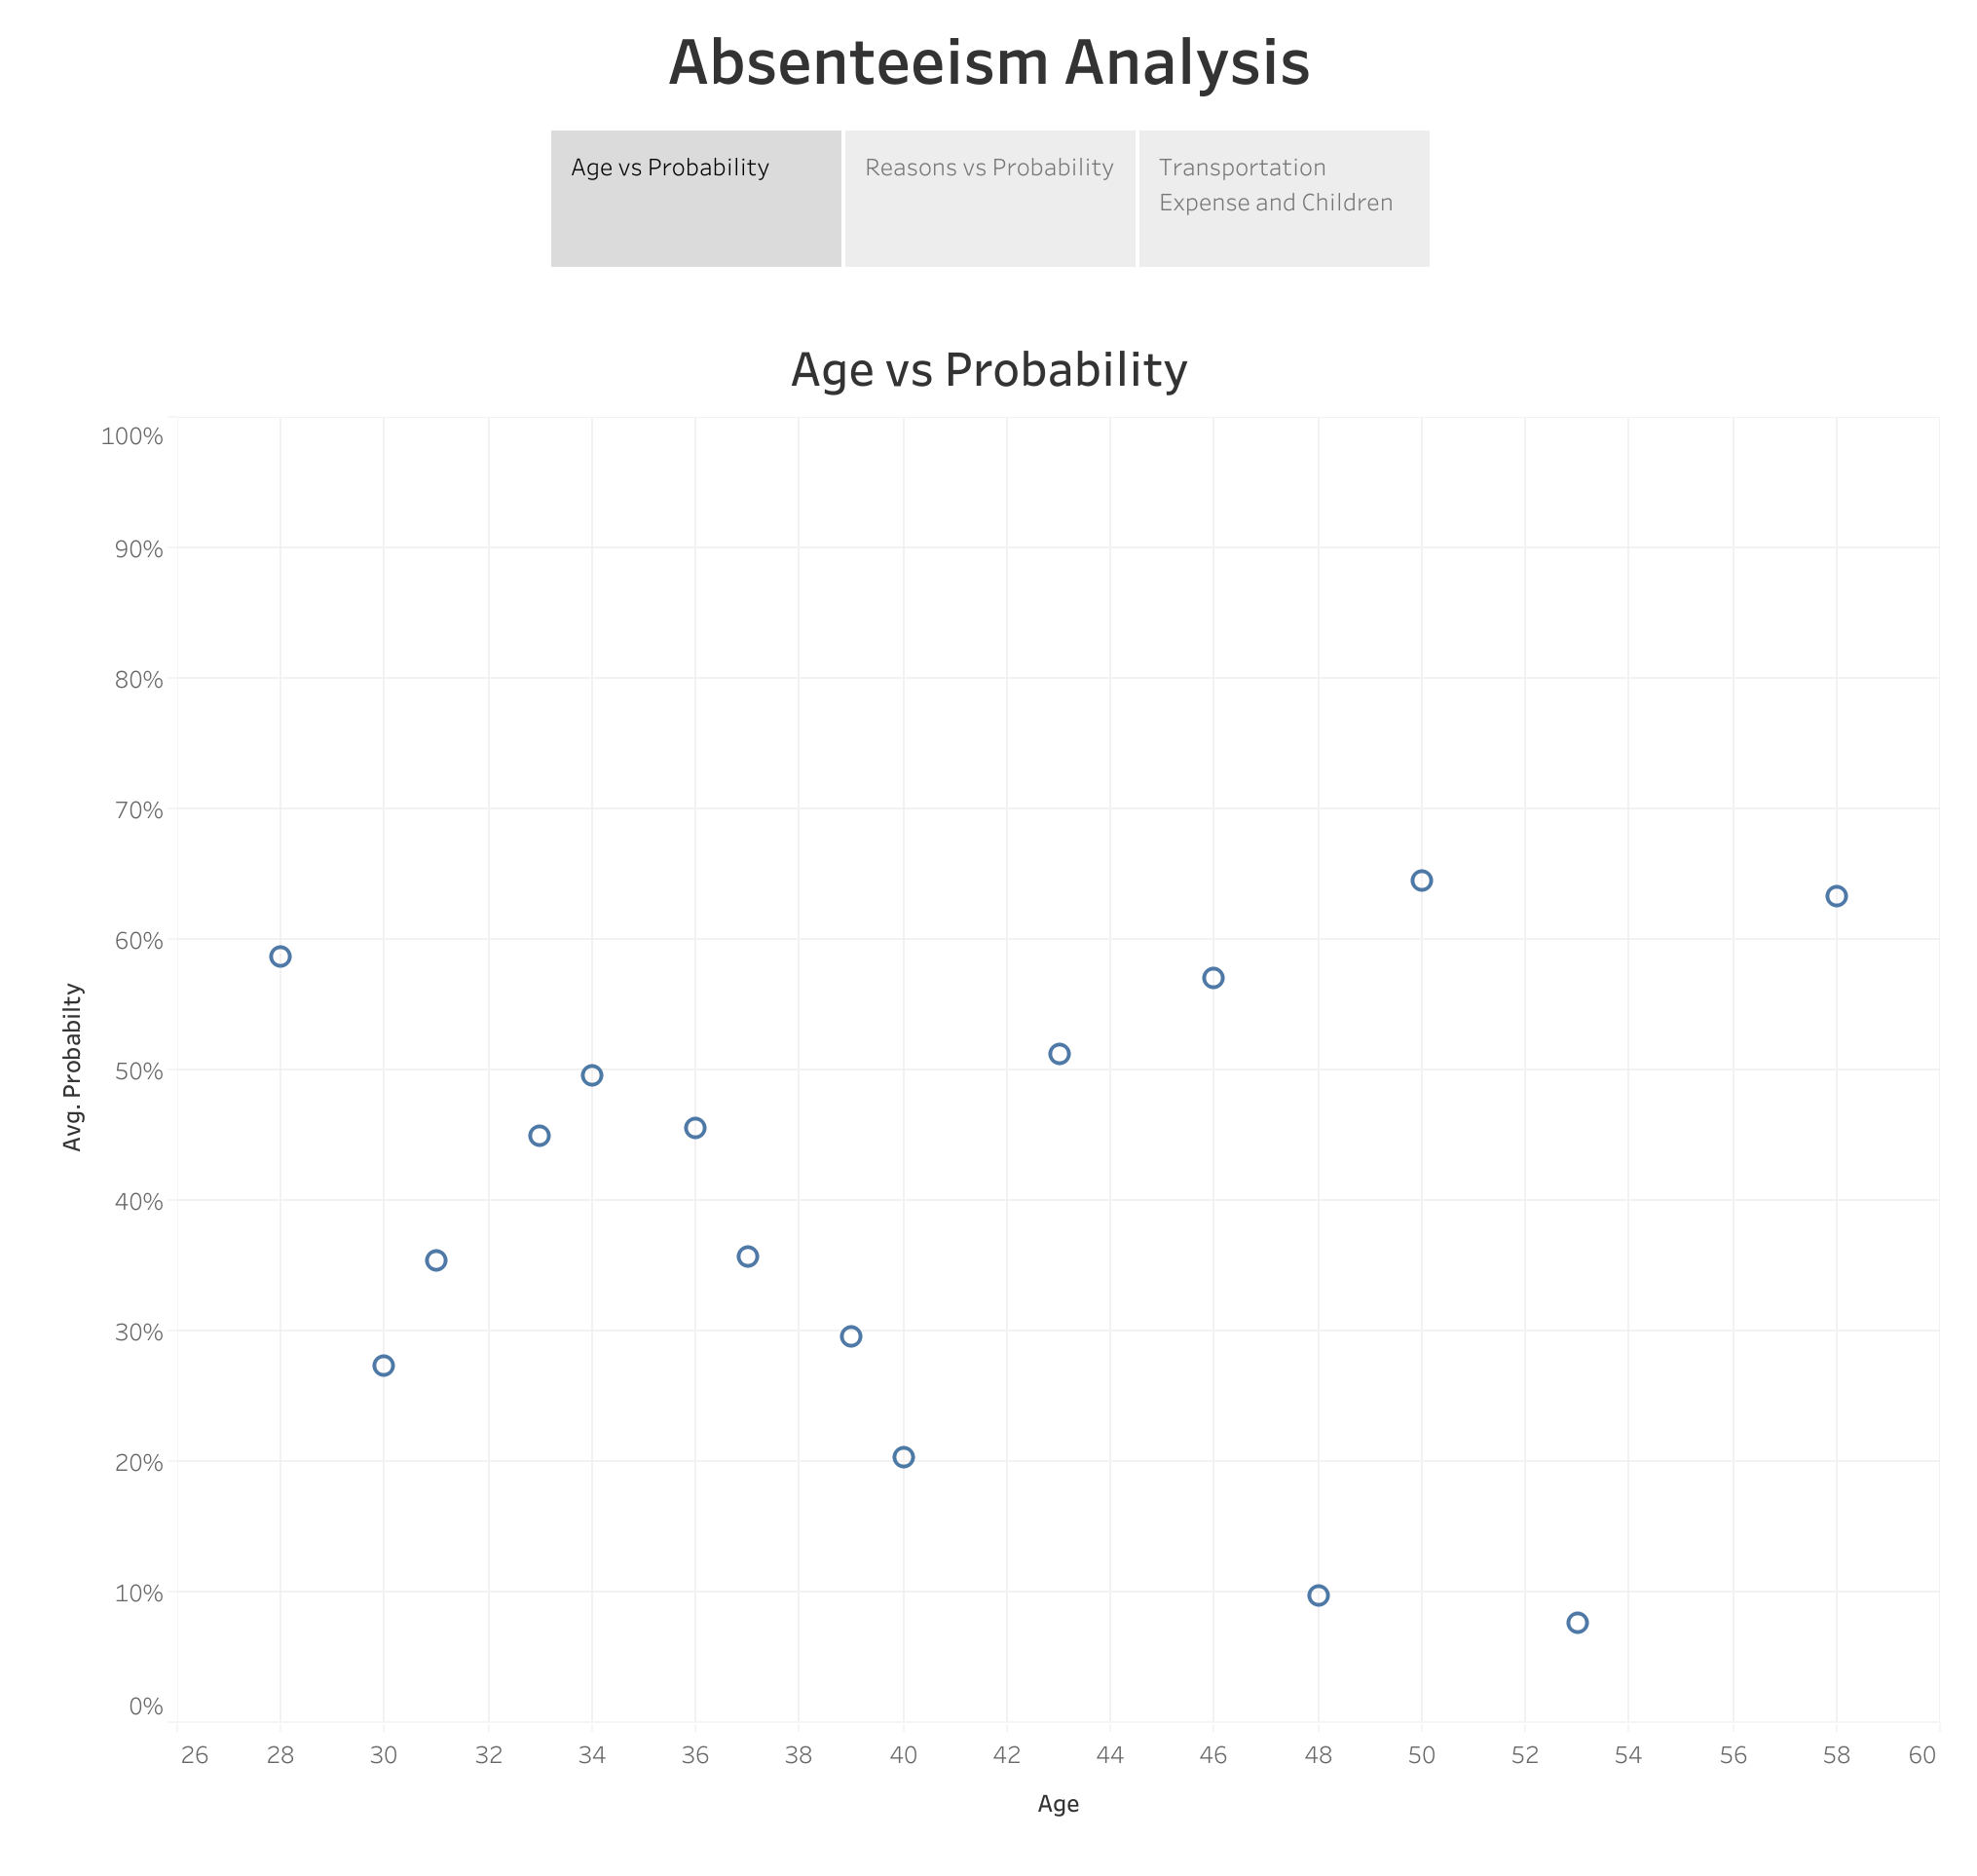 Absenteeism Analysis
Age vs Probability
Reasons vs Probability
Transportation
Expense and Children
Age vs Probability
100%
90%
80%
70%
60%
50%
40%
30%
20%
10%
0%
Avg. Probabilty
26 28 30 32 34 36 38 40 42 44 46 48 50 52 54 56 58 60
Age